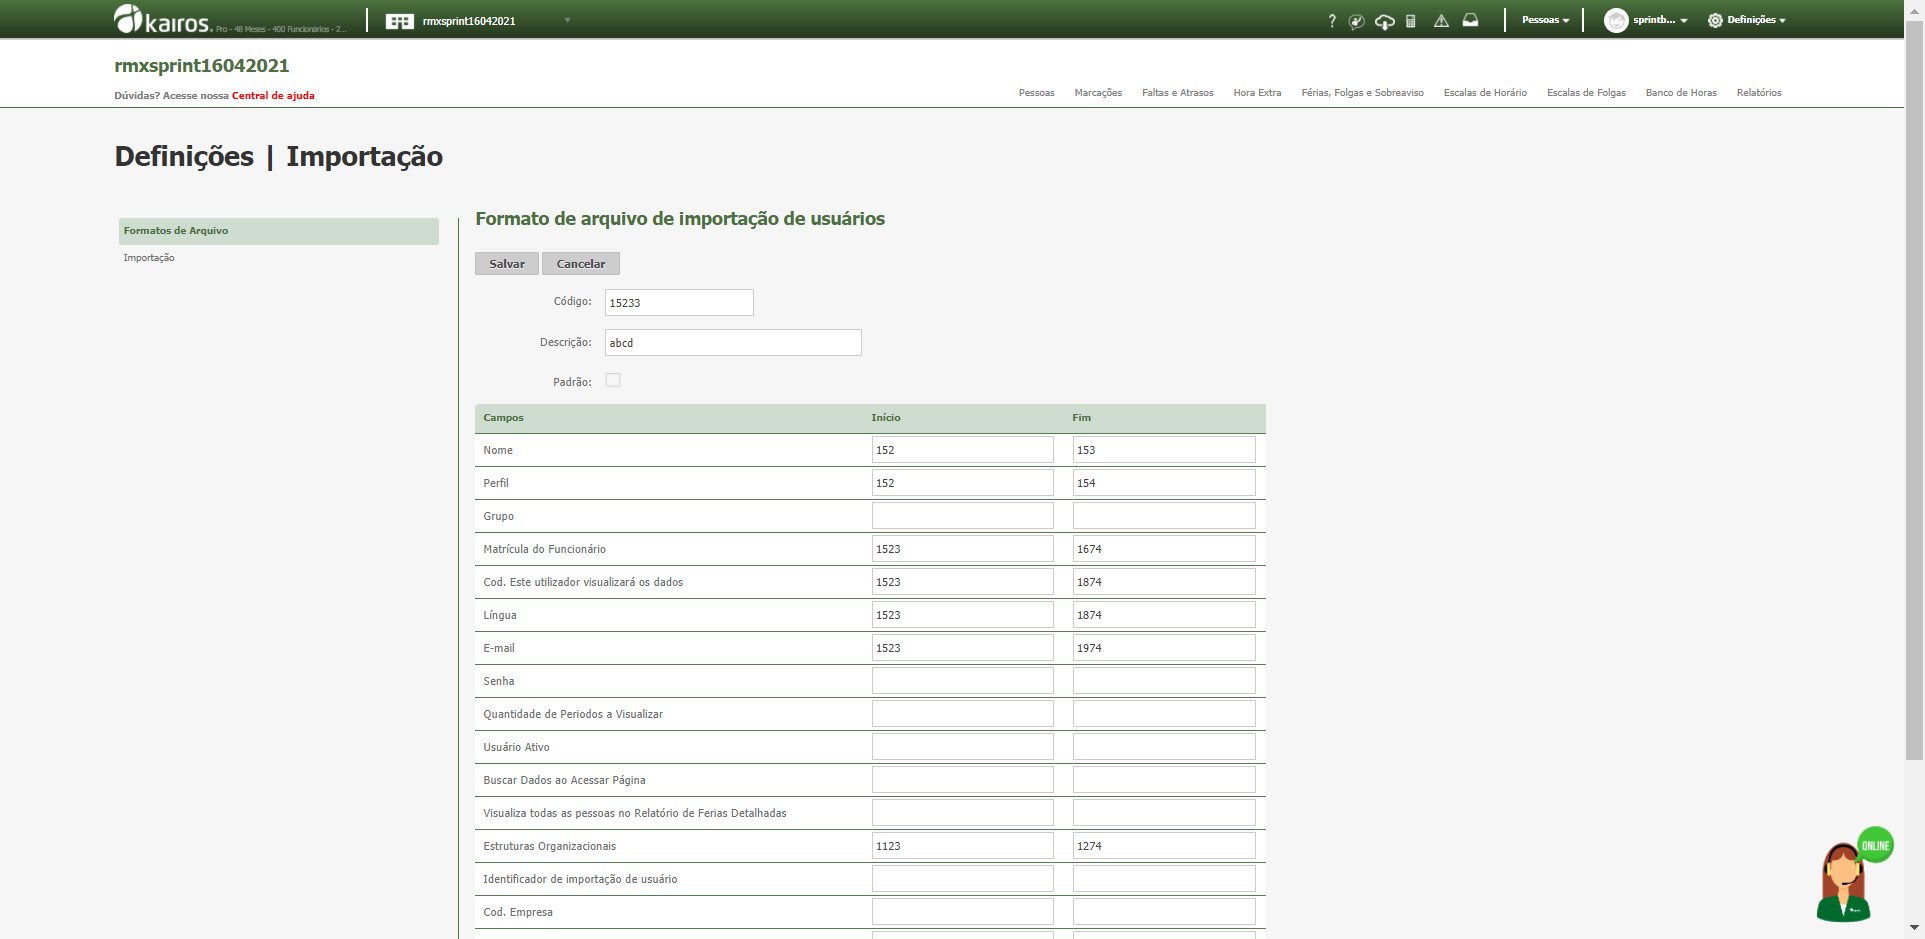 kairos. Pro - 48 Meses - 400 Funcionários - 2...
rmxsprint16042021
?
Pessoas
sprintb...
Definições
rmxsprint16042021
Dúvidas? Acesse nossa Central de ajuda
Pessoas Marcações Faltas e Atrasos Hora Extra Férias, Folgas e Sobreaviso Escalas de Horário Escalas de Folgas Banco de Horas Relatórios
Definições | Importação
Formatos de Arquivo
Importação
Formato de arquivo de importação de usuários
Salvar Cancelar
Código: 15233
Descrição: abcd
Padrão:
Campos Início Fim
Nome 152 153
Perfil 152 154
Grupo
Matrícula do Funcionário 1523 1674
Cod. Este utilizador visualizará os dados 1523 1874
Língua 1523 1874
E-mail 1523 1974
Senha
Quantidade de Periodos a Visualizar
Usuário Ativo
Buscar Dados ao Acessar Página
Visualiza todas as pessoas no Relatório de Ferias Detalhadas
Estruturas Organizacionais 1123 1274
Identificador de importação de usuário
Cod. Empresa
ONLINE